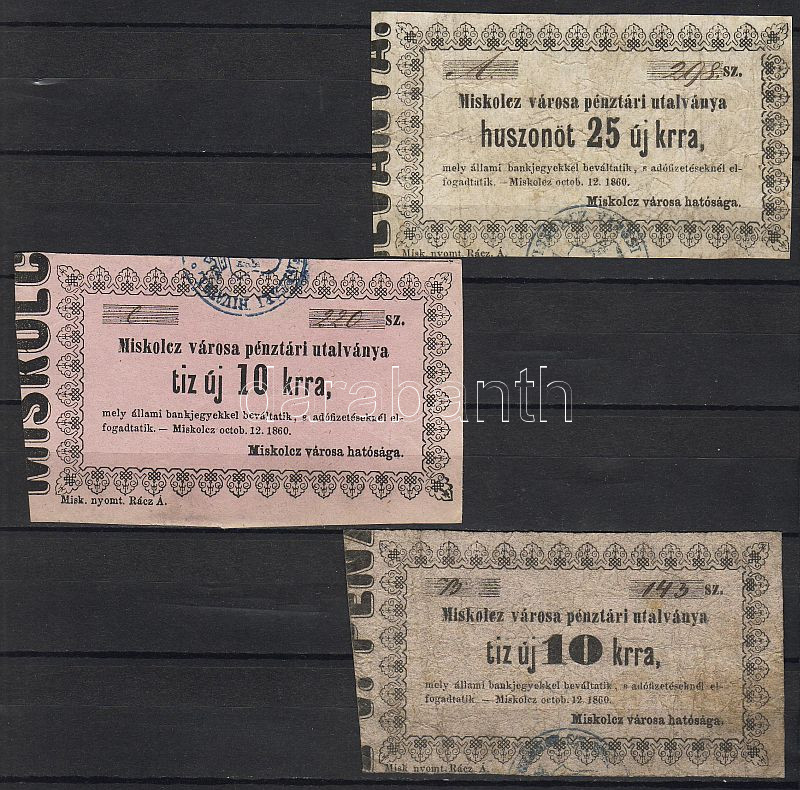 LVÁNYA.
A 298. SZ.
Miskolcz városa pénztári utalványa
huszonöt 25 új krra,
mely állami bankjegyekkel beváltatik, s adófizetéseknél el-
fogadtatik. — Miskolcz octob. 12. 1860.
Miskolcz városa hatósága.
Misk. nyomt. Rácz Á.
MISKOLC
C 220 SZ.
Miskolcz városa pénztári utalványa
tiz új 10 krra,
mely állami bankjegyekkel beváltatik, s adófizetéseknél el-
fogadtatik. — Miskolcz octob. 12. 1860.
Miskolcz városa hatósága.
Misk. nyomt. Rácz Á.
darabanth
PÉN
B 143 SZ.
Miskolcz városa pénztári utalványa
tiz új 10 krra,
mely állami bankjegyekkel beváltatik, s adófizetéseknél el-
fogadtatik. — Miskolcz octob. 12. 1860.
Miskolcz városa hatósága.
Misk nyomt. Rácz Á.